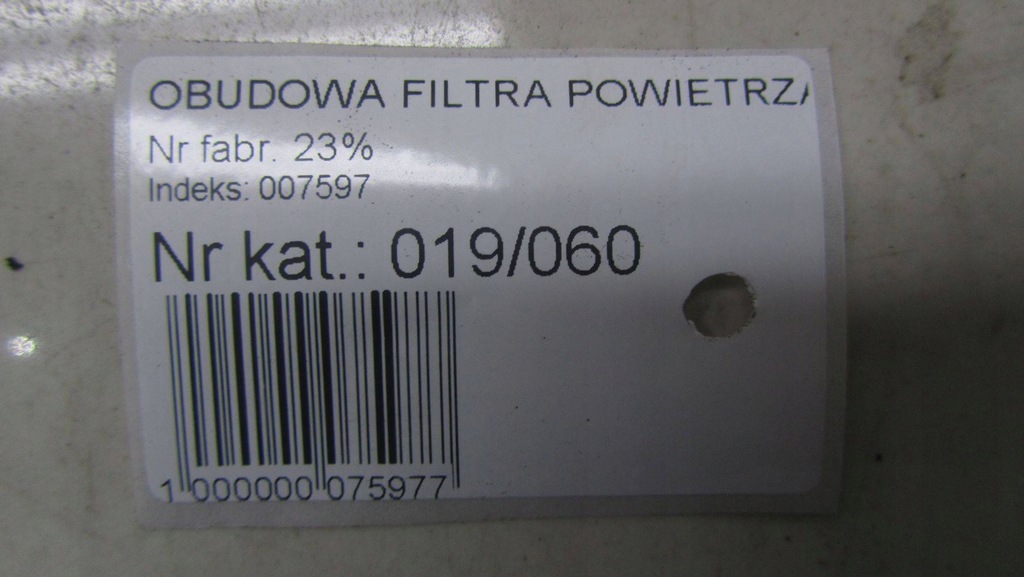 OBUDOWA FILTRA POWIETRZA
Nr fabr. 23%
Indeks: 007597
Nr kat.: 019/060
1 000000 075977